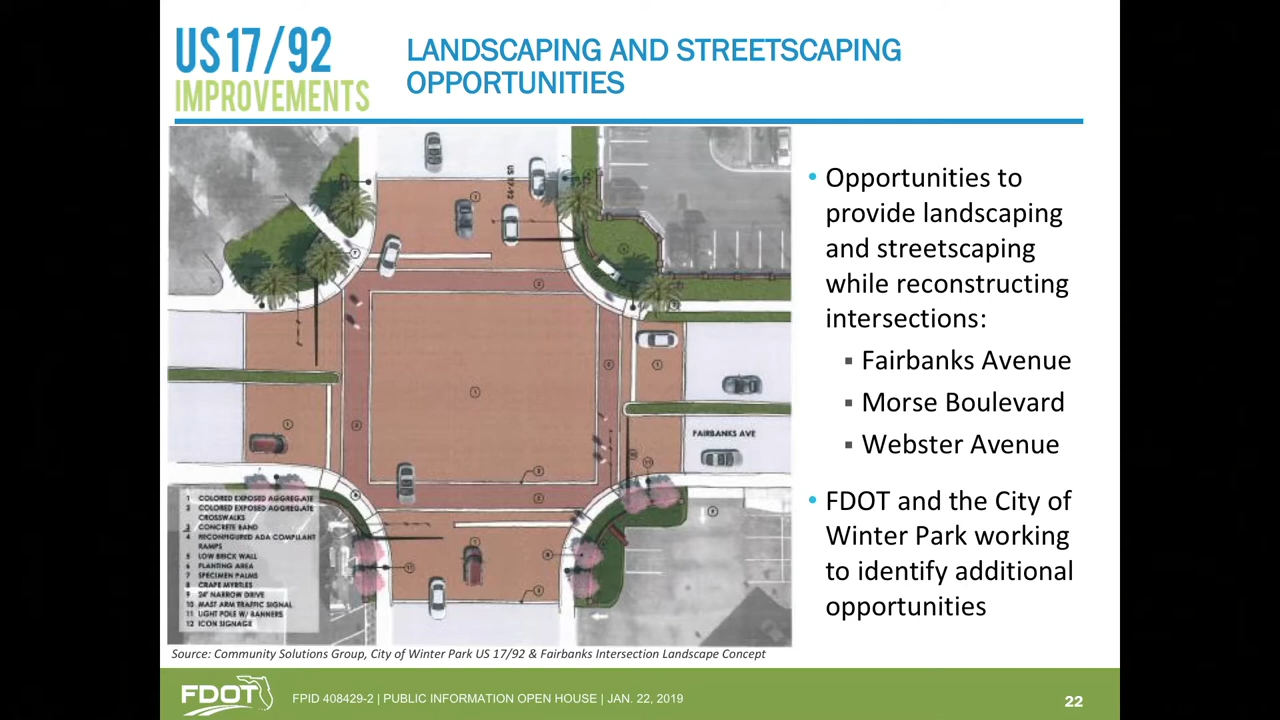 US 17/92
IMPROVEMENTS
LANDSCAPING AND STREETSCAPING
OPPORTUNITIES
US 17-92
FAIRBANKS AVE
1 COLORED EXPOSED AGGREGATE
2 COLORED EXPOSED AGGREGATE
CROSSWALKS
3 CONCRETE BAND
4 RECONFIGURED ADA COMPLIANT
RAMPS
5 LOW BRICK WALL
6 PLANTING AREA
7 SPECIMEN PALMS
8 CRAPE MYRTLES
9 24' NARROW DRIVE
10 MAST ARM TRAFFIC SIGNAL
11 LIGHT POLE W/ BANNERS
12 ICON SIGNAGE
Source: Community Solutions Group, City of Winter Park US 17/92 & Fairbanks Intersection Landscape Concept
• Opportunities to
provide landscaping
and streetscaping
while reconstructing
intersections:
▪ Fairbanks Avenue
▪ Morse Boulevard
▪ Webster Avenue
• FDOT and the City of
Winter Park working
to identify additional
opportunities
FDOT
FPID 408429-2 | PUBLIC INFORMATION OPEN HOUSE | JAN. 22, 2019
22